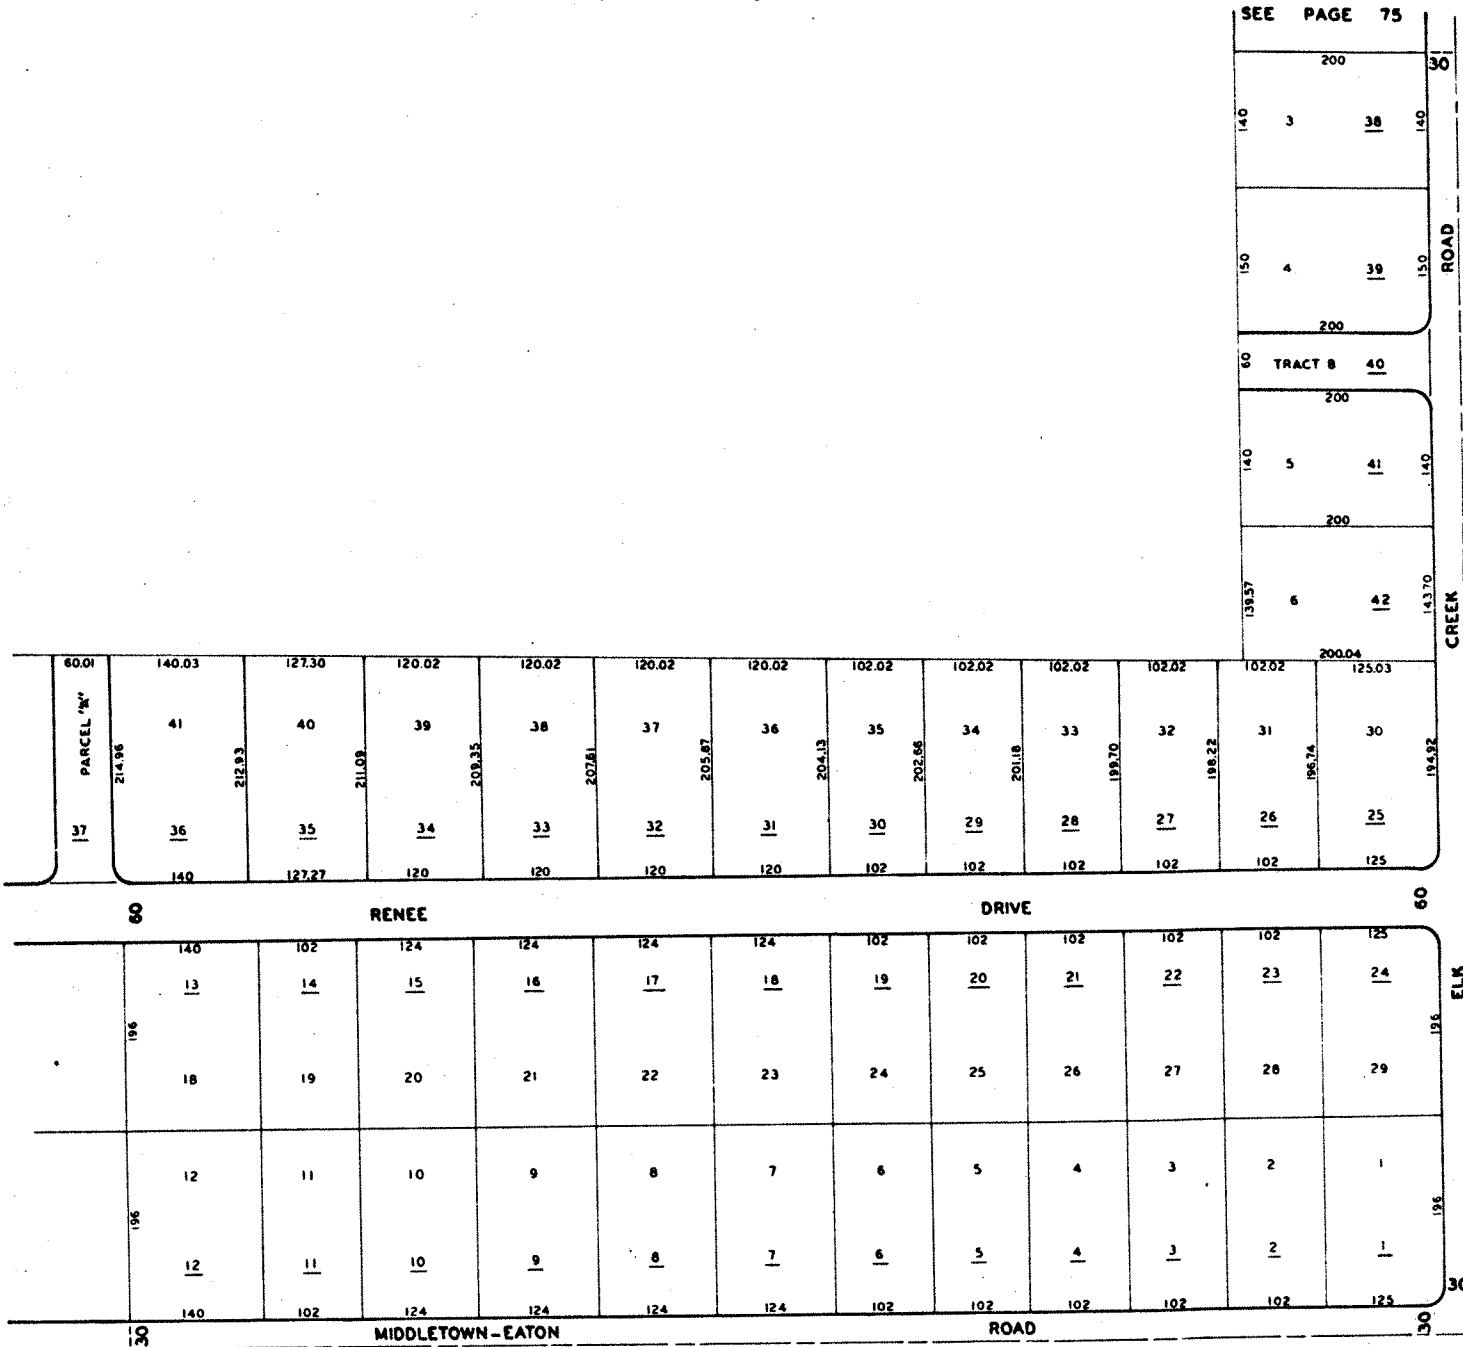 SEE PAGE 75
200
30
140 3 38 140
150 4 39 150
ROAD
200
60 TRACT B 40
200
140 5 41 140
200
139.57 6 42 143.70
CREEK
200.04
60.01 140.03 127.30 120.02 120.02 120.02 120.02 102.02 102.02 102.02 102.02 102.02 125.03
PARCEL "A" 41 40 39 38 37 36 35 34 33 32 31 30
214.96 212.93 211.09 209.35 207.61 205.87 204.13 202.66 201.18 199.70 198.22 196.74 194.92
37 36 35 34 33 32 31 30 29 28 27 26 25
140 127.27 120 120 120 120 102 102 102 102 102 125
60 RENEE DRIVE 60
140 102 124 124 124 124 102 102 102 102 102 125
13 14 15 16 17 18 19 20 21 22 23 24
ELK
196 196
18 19 20 21 22 23 24 25 26 27 28 29
12 11 10 9 8 7 6 5 4 3 2 1
196 196
12 11 10 9 8 7 6 5 4 3 2 1
30
140 102 124 124 124 124 102 102 102 102 102 125
30 MIDDLETOWN-EATON ROAD 30